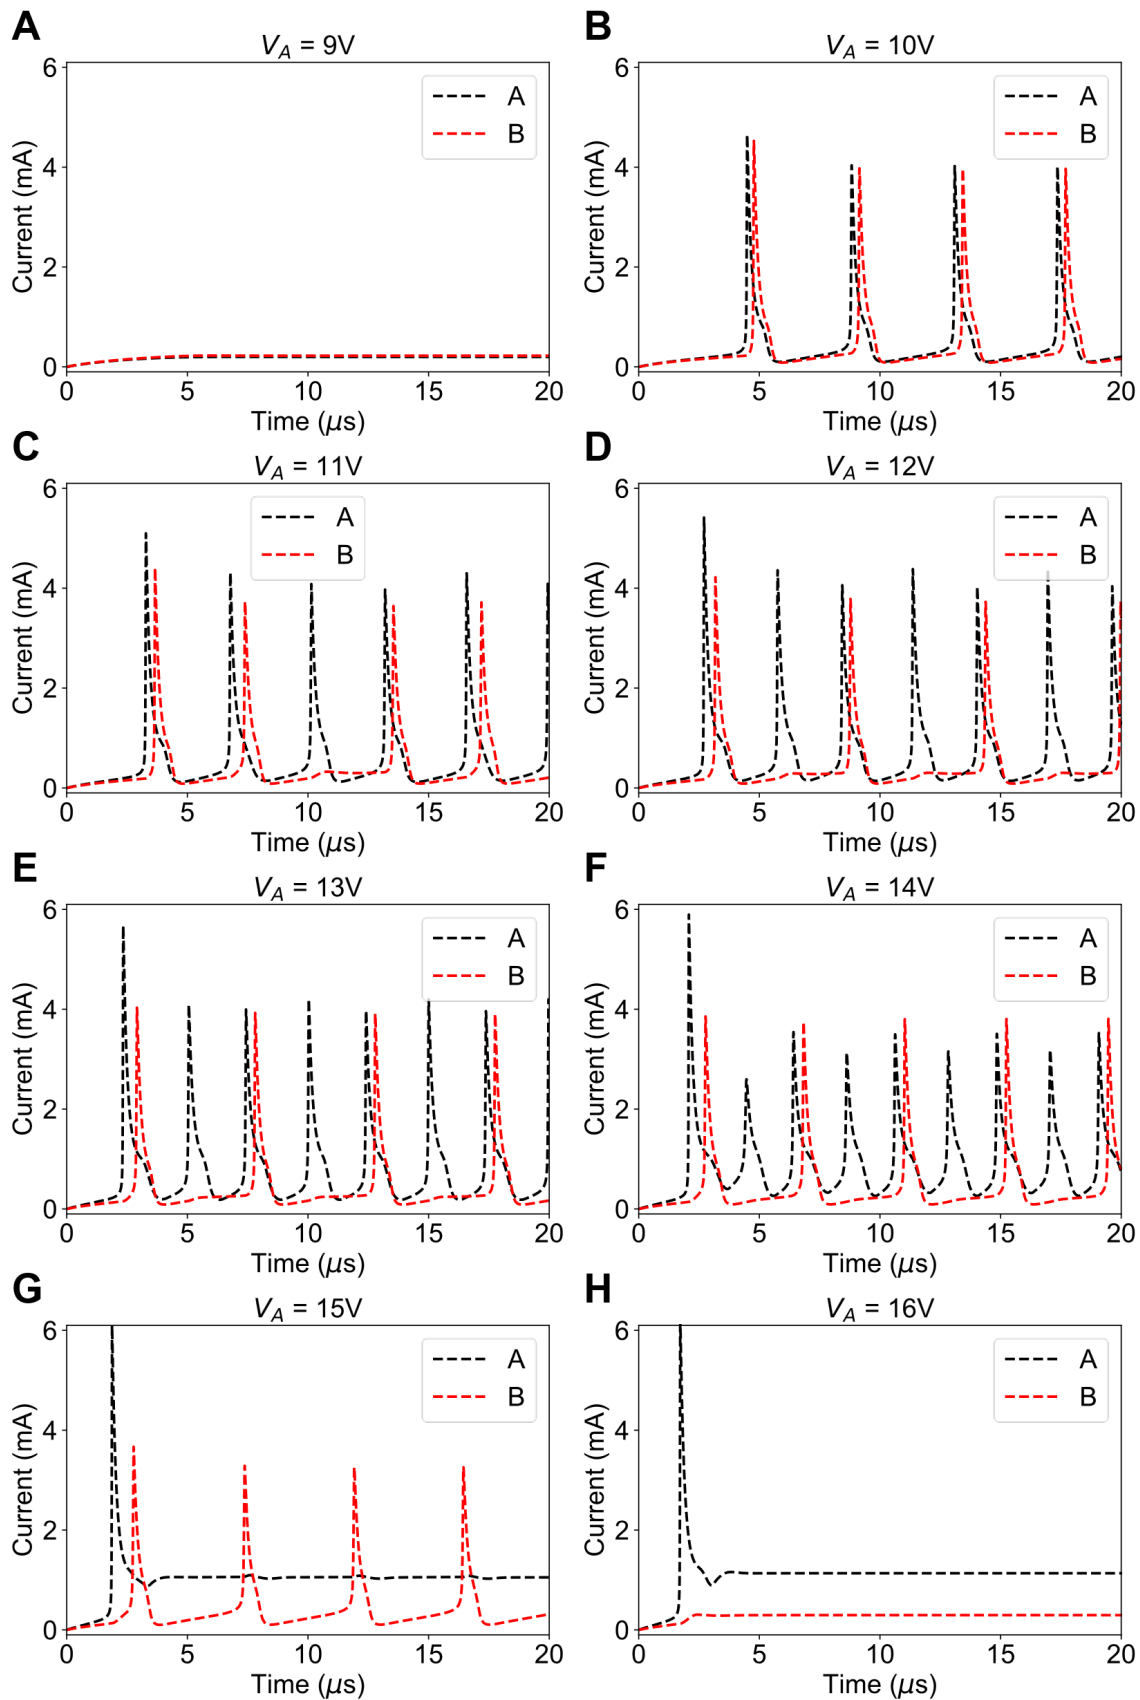 A
V_A = 9V
6
4
2
0
Current (mA)
A
B
0 5 10 15 20
Time (μs)
B
V_A = 10V
6
4
2
0
Current (mA)
A
B
0 5 10 15 20
Time (μs)
C
V_A = 11V
6
4
2
0
Current (mA)
A
B
0 5 10 15 20
Time (μs)
D
V_A = 12V
6
4
2
0
Current (mA)
A
B
0 5 10 15 20
Time (μs)
E
V_A = 13V
6
4
2
0
Current (mA)
A
B
0 5 10 15 20
Time (μs)
F
V_A = 14V
6
4
2
0
Current (mA)
A
B
0 5 10 15 20
Time (μs)
G
V_A = 15V
6
4
2
0
Current (mA)
A
B
0 5 10 15 20
Time (μs)
H
V_A = 16V
6
4
2
0
Current (mA)
A
B
0 5 10 15 20
Time (μs)